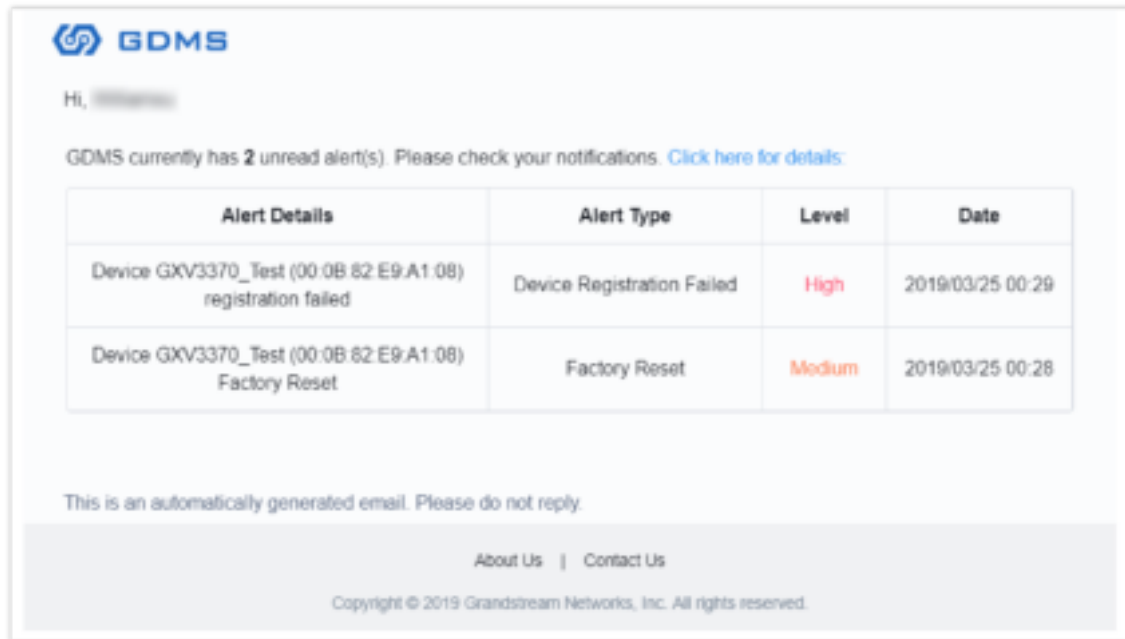 GDMS
Hi,
GDMS currently has 2 unread alert(s). Please check your notifications. Click here for details:
Alert Details Alert Type Level Date
Device GXV3370_Test (00:0B:82:E9:A1:08)
registration failed
Device Registration Failed High 2019/03/25 00:29
Device GXV3370_Test (00:0B:82:E9:A1:08)
Factory Reset
Factory Reset Medium 2019/03/25 00:28
This is an automatically generated email. Please do not reply.
About Us | Contact Us
Copyright © 2019 Grandstream Networks, Inc. All rights reserved.